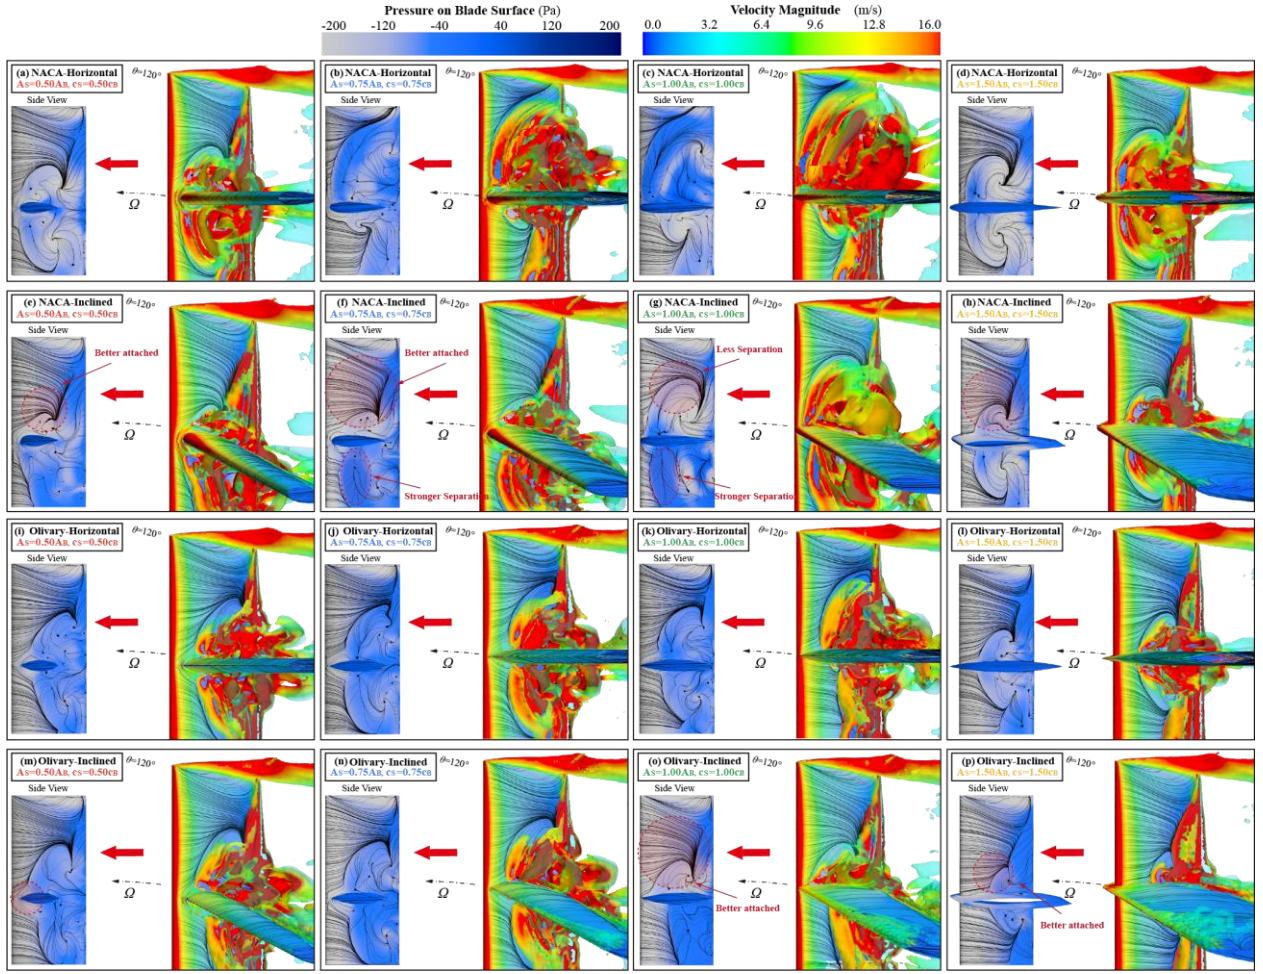 Pressure on Blade Surface (Pa)
-200 -120 -40 40 120 200
Velocity Magnitude (m/s)
0.0 3.2 6.4 9.6 12.8 16.0
(a) NACA-Horizontal
AS=0.50AB, cS=0.50cB
θ=120°
Side View
Ω
(b) NACA-Horizontal
AS=0.75AB, cS=0.75cB
θ=120°
Side View
Ω
(c) NACA-Horizontal
AS=1.00AB, cS=1.00cB
θ=120°
Side View
Ω
(d) NACA-Horizontal
AS=1.50AB, cS=1.50cB
θ=120°
Side View
Ω
(e) NACA-Inclined
AS=0.50AB, cS=0.50cB
θ=120°
Side View
Better attached
Ω
(f) NACA-Inclined
AS=0.75AB, cS=0.75cB
θ=120°
Side View
Better attached
Ω
Stronger Separation
(g) NACA-Inclined
AS=1.00AB, cS=1.00cB
θ=120°
Side View
Less Separation
Ω
Stronger Separatio
(h) NACA-Inclined
AS=1.50AB, cS=1.50cB
θ=120°
Side View
Ω
(i) Olivary-Horizontal
AS=0.50AB, cS=0.50cB
θ=120°
Side View
Ω
(j) Olivary-Horizontal
AS=0.75AB, cS=0.75cB
θ=120°
Side View
Ω
(k) Olivary-Horizontal
AS=1.00AB, cS=1.00cB
θ=120°
Side View
Ω
(l) Olivary-Horizontal
AS=1.50AB, cS=1.50cB
θ=120°
Side View
Ω
(m) Olivary-Inclined
AS=0.50AB, cS=0.50cB
θ=120°
Side View
Ω
(n) Olivary-Inclined
AS=0.75AB, cS=0.75cB
θ=120°
Side View
Ω
(o) Olivary-Inclined
AS=1.00AB, cS=1.00cB
θ=120°
Side View
Ω
Better attached
(p) Olivary-Inclined
AS=1.50AB, cS=1.50cB
θ=120°
Side View
Ω
Better attached